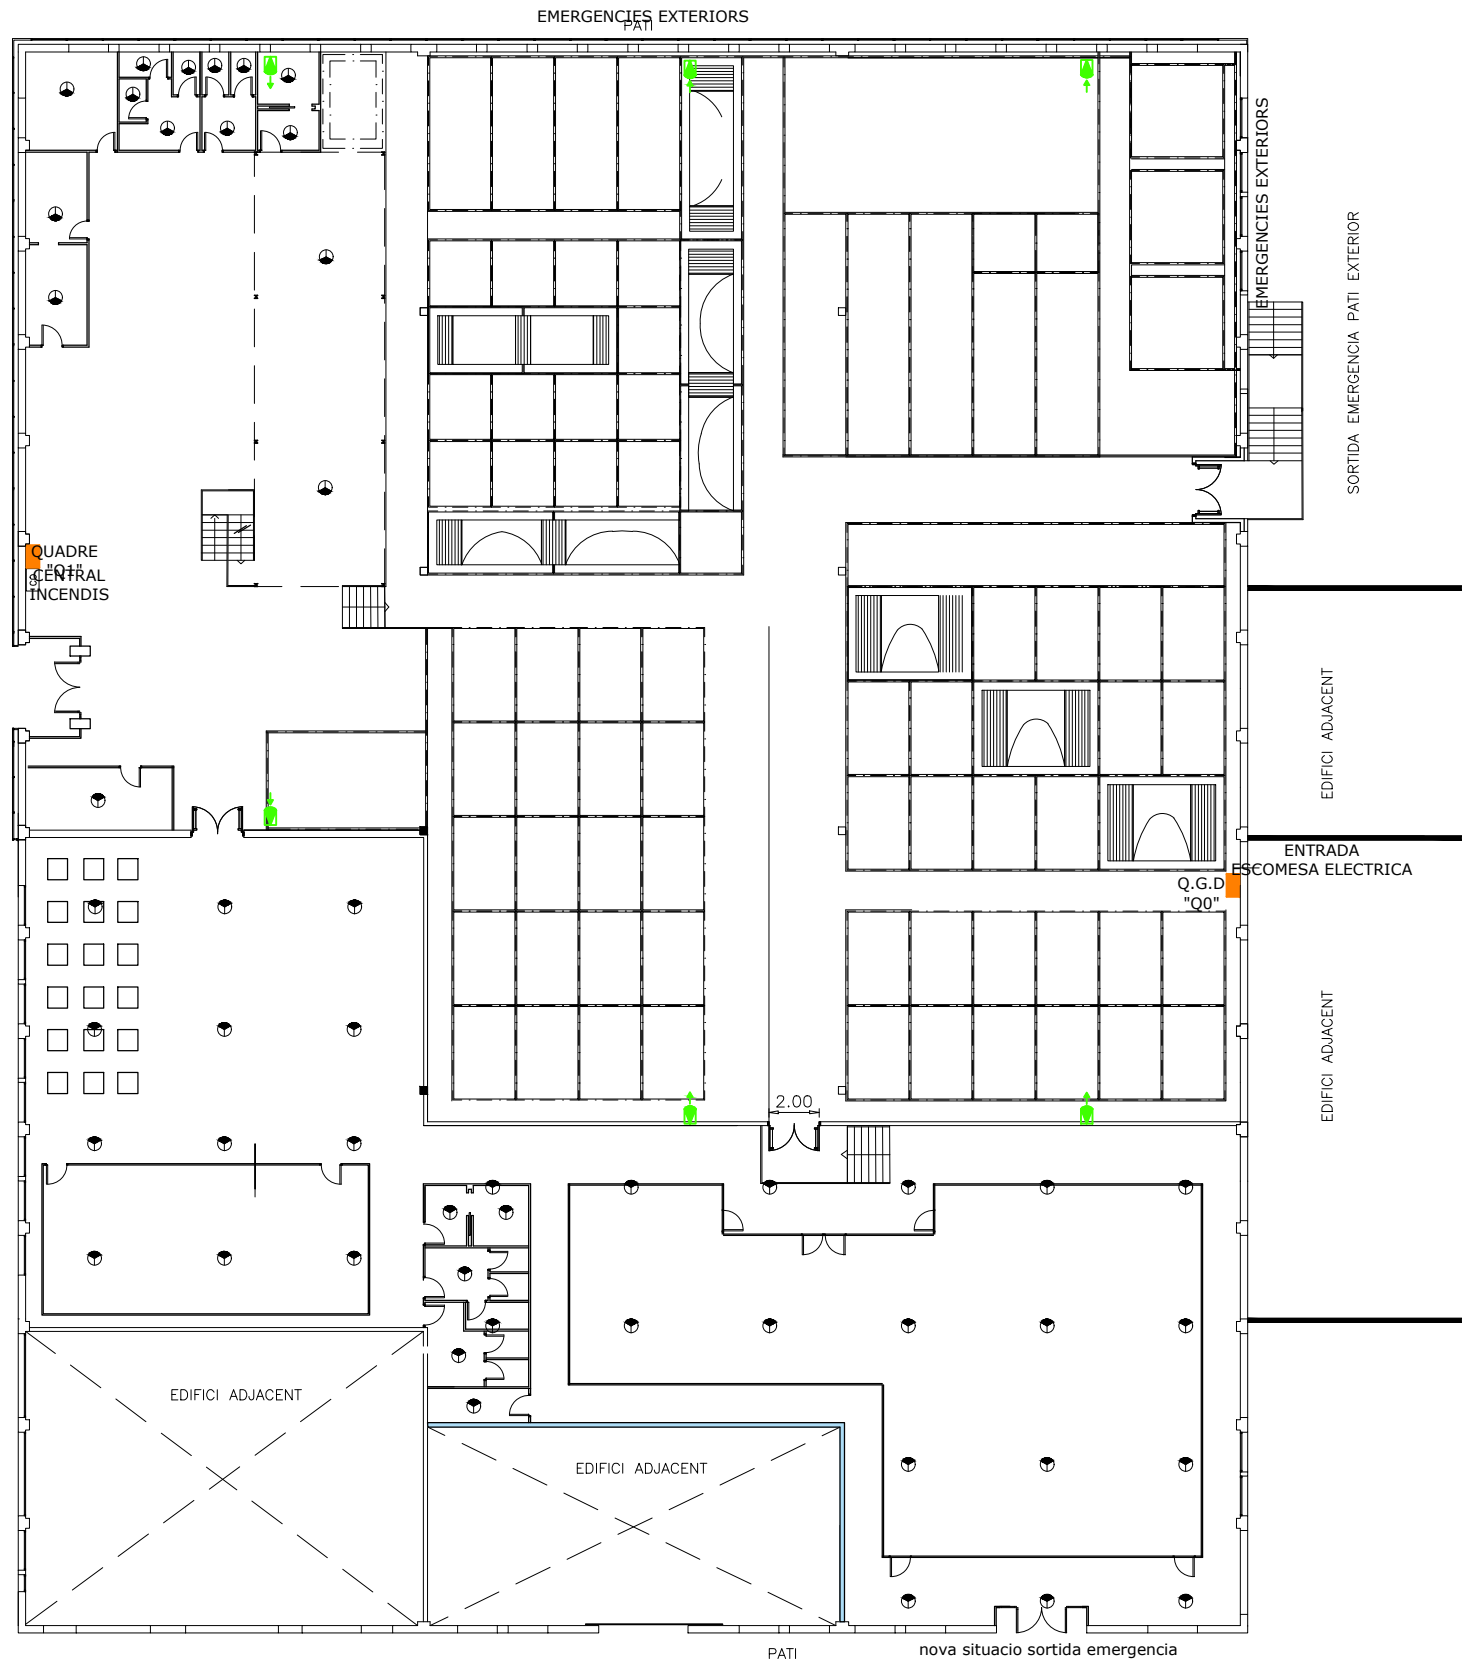 EMERGENCIES EXTERIORS
PATI
EMERGENCIES EXTERIORS
SORTIDA EMERGENCIA PATI EXTERIOR
QUADRE
"Q1"
CENTRAL
INCENDIS
EDIFICI ADJACENT
ENTRADA
ESCOMESA ELECTRICA
Q.G.D
"Q0"
EDIFICI ADJACENT
2.00
EDIFICI ADJACENT
EDIFICI ADJACENT
PATI
nova situacio sortida emergencia